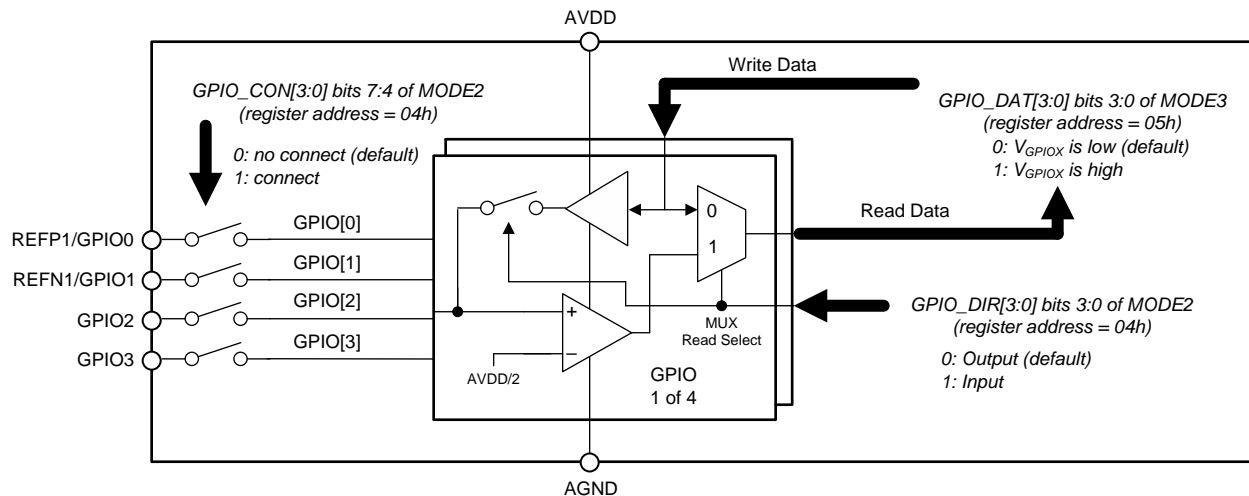 AVDD
Write Data
GPIO_CON[3:0] bits 7:4 of MODE2
(register address = 04h)
0: no connect (default)
1: connect
GPIO_DAT[3:0] bits 3:0 of MODE3
(register address = 05h)
0: VGPIOX is low (default)
1: VGPIOX is high
Read Data
REFP1/GPIO0
GPIO[0]
REFN1/GPIO1
GPIO[1]
GPIO2
GPIO[2]
GPIO3
GPIO[3]
0
1
+
−
AVDD/2
MUX
Read Select
GPIO
1 of 4
GPIO_DIR[3:0] bits 3:0 of MODE2
(register address = 04h)
0: Output (default)
1: Input
AGND